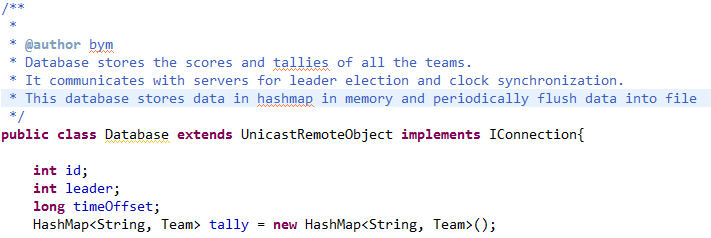 /**
 *
 * @author bym
 * Database stores the scores and tallies of all the teams.
 * It communicates with servers for leader election and clock synchronization.
 * This database stores data in hashmap in memory and periodically flush data into file
 */
public class Database extends UnicastRemoteObject implements IConnection{
    int id;
    int leader;
    long timeOffset;
    HashMap<String, Team> tally = new HashMap<String, Team>();